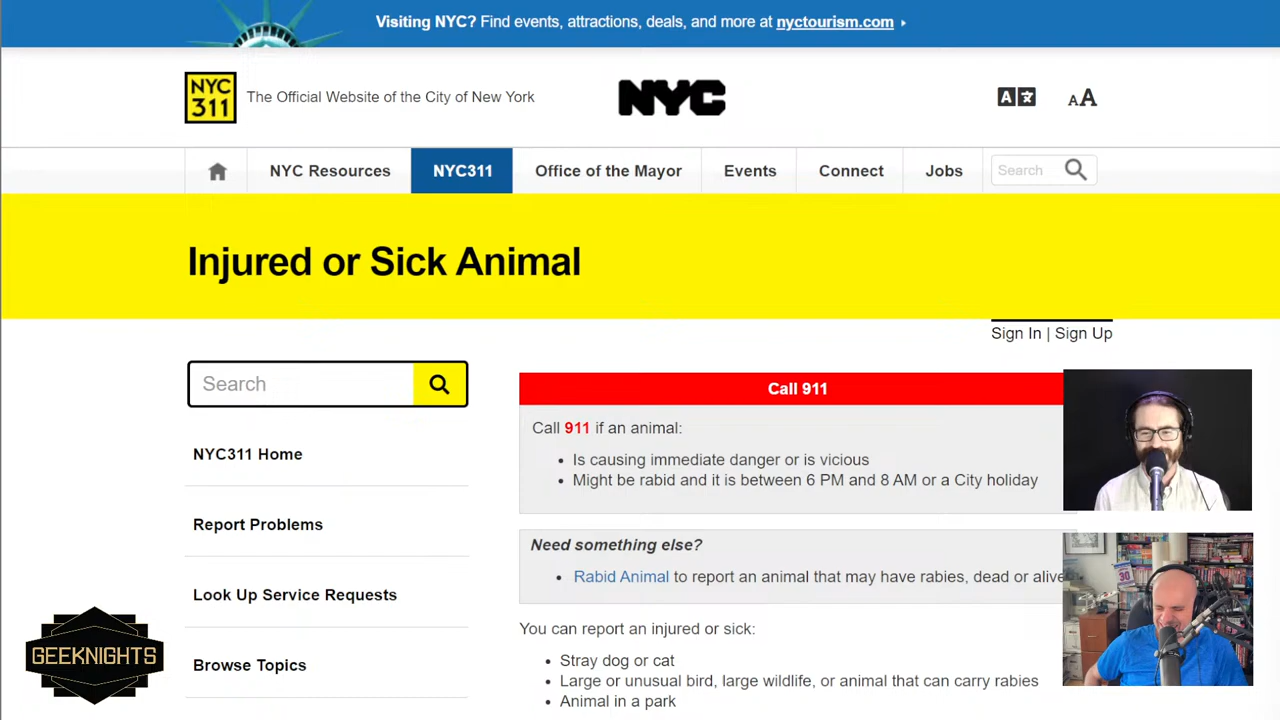 Visiting NYC? Find events, attractions, deals, and more at nyctourism.com
NYC
311
The Official Website of the City of New York
NYC
A
AA
NYC Resources
NYC311
Office of the Mayor
Events
Connect
Jobs
Search
Injured or Sick Animal
Sign In | Sign Up
Search
Call 911
Call 911 if an animal:
• Is causing immediate danger or is vicious
• Might be rabid and it is between 6 PM and 8 AM or a City holiday
NYC311 Home
Report Problems
Need something else?
• Rabid Animal to report an animal that may have rabies, dead or alive
30
Look Up Service Requests
You can report an injured or sick:
• Stray dog or cat
• Large or unusual bird, large wildlife, or animal that can carry rabies
• Animal in a park
Browse Topics
GEEKNIGHTS